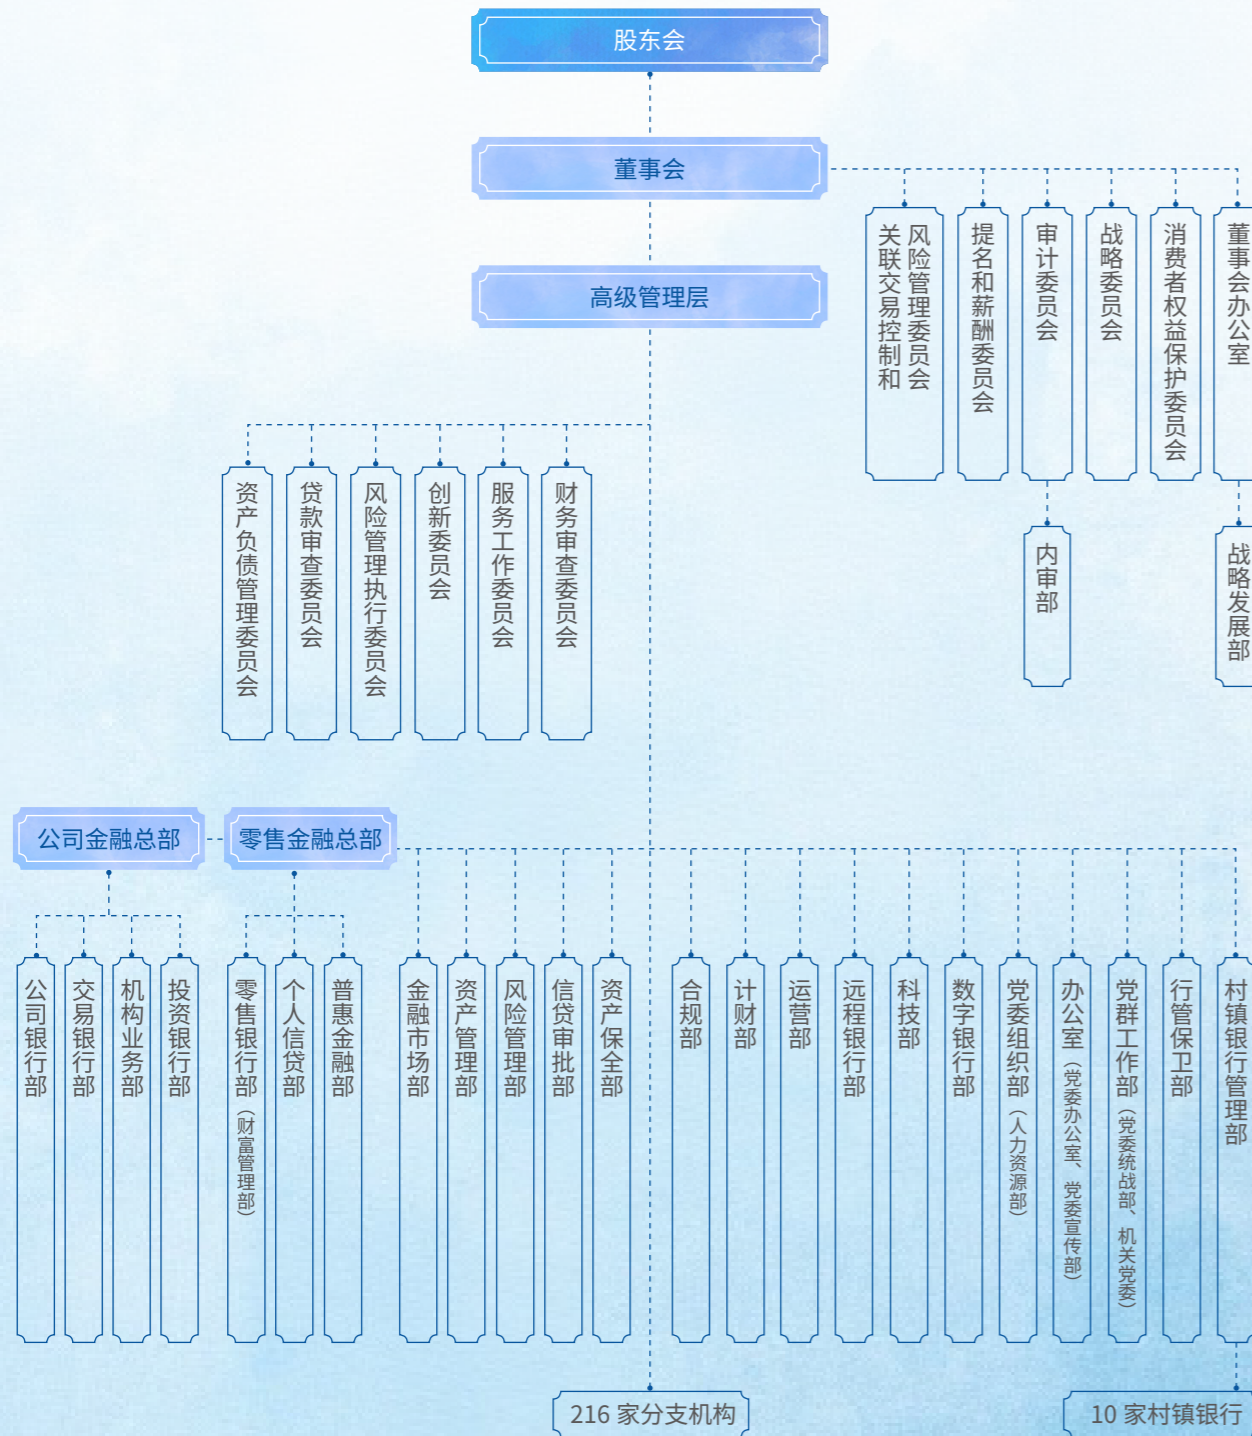 股东会
董事会
高级管理层
关联交易控制和
风险管理委员会
提名和薪酬委员会
审计委员会
战略委员会
消费者权益保护委员会
董事会办公室
内审部
战略发展部
资产负债管理委员会
贷款审查委员会
风险管理执行委员会
创新委员会
服务工作委员会
财务审查委员会
公司金融总部
零售金融总部
公司银行部
交易银行部
机构业务部
投资银行部
零售银行部（财富管理部）
个人信贷部
普惠金融部
金融市场部
资产管理部
风险管理部
信贷审批部
资产保全部
合规部
计财部
运营部
远程银行部
科技部
数字银行部
党委组织部（人力资源部）
办公室（党委办公室、党委宣传部）
党群工作部（党委统战部、机关党委）
行管保卫部
村镇银行管理部
216 家分支机构
10 家村镇银行